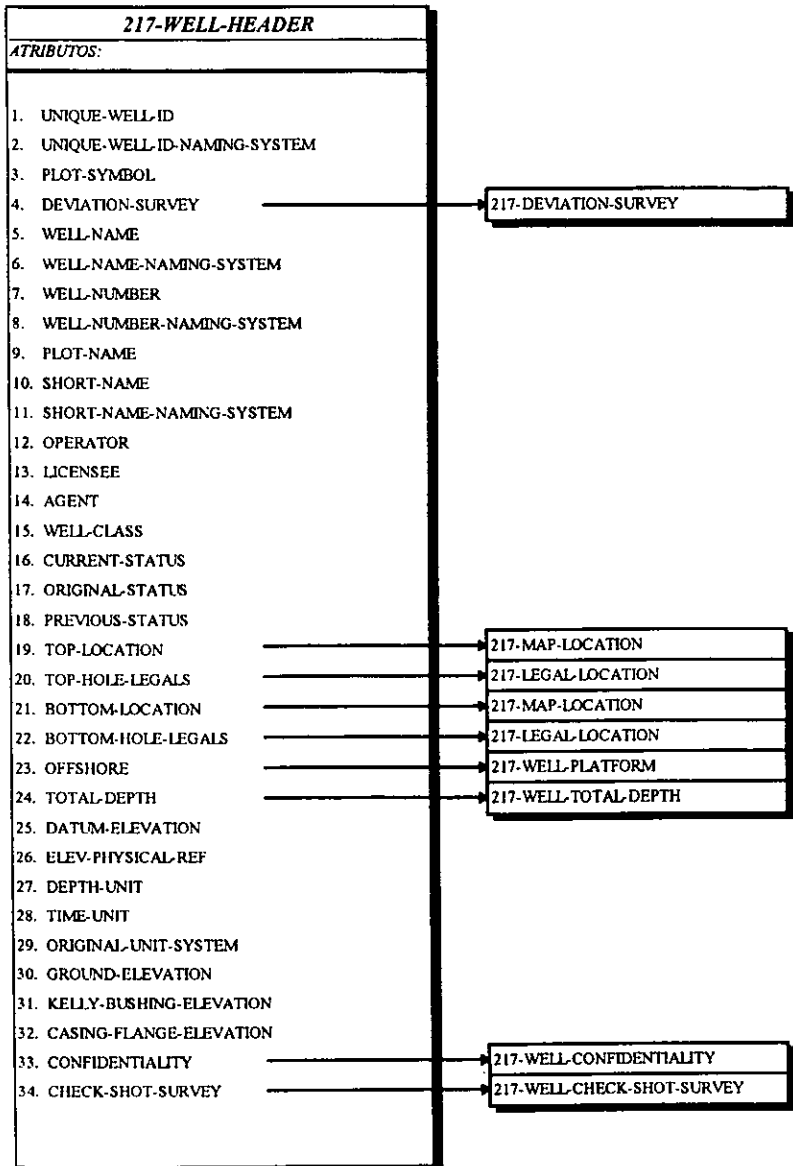 217-WELL-HEADER
ATRIBUTOS:
1. UNIQUE-WELL-ID
2. UNIQUE-WELL-ID-NAMING-SYSTEM
3. PLOT-SYMBOL
4. DEVIATION-SURVEY 217-DEVIATION-SURVEY
5. WELL-NAME
6. WELL-NAME-NAMING-SYSTEM
7. WELL-NUMBER
8. WELL-NUMBER-NAMING-SYSTEM
9. PLOT-NAME
10. SHORT-NAME
11. SHORT-NAME-NAMING-SYSTEM
12. OPERATOR
13. LICENSEE
14. AGENT
15. WELL-CLASS
16. CURRENT-STATUS
17. ORIGINAL-STATUS
18. PREVIOUS-STATUS
19. TOP-LOCATION 217-MAP-LOCATION
20. TOP-HOLE-LEGALS 217-LEGAL-LOCATION
21. BOTTOM-LOCATION 217-MAP-LOCATION
22. BOTTOM-HOLE-LEGALS 217-LEGAL-LOCATION
23. OFFSHORE 217-WELL-PLATFORM
24. TOTAL-DEPTH 217-WELL-TOTAL-DEPTH
25. DATUM-ELEVATION
26. ELEV-PHYSICAL-REF
27. DEPTH-UNIT
28. TIME-UNIT
29. ORIGINAL-UNIT-SYSTEM
30. GROUND-ELEVATION
31. KELLY-BUSHING-ELEVATION
32. CASING-FLANGE-ELEVATION
33. CONFIDENTIALITY 217-WELL-CONFIDENTIALITY
34. CHECK-SHOT-SURVEY 217-WELL-CHECK-SHOT-SURVEY